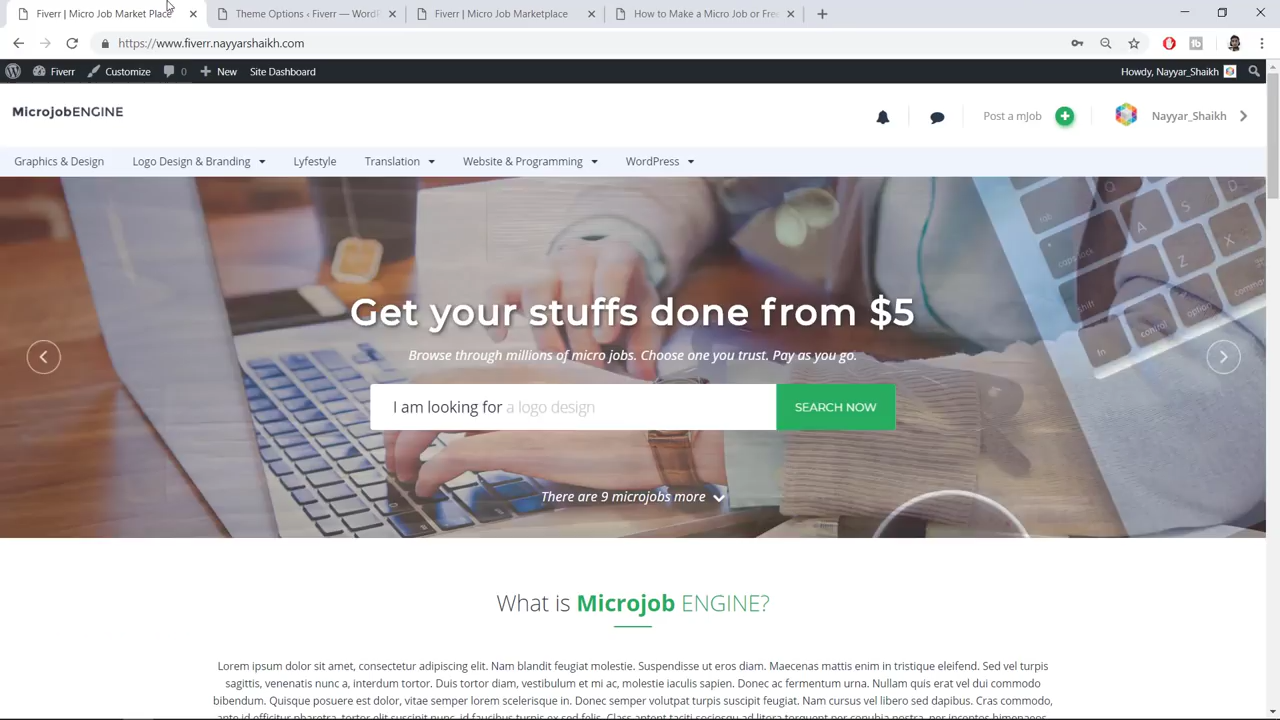 Fiverr | Micro Job Market Place
Theme Options ‹ Fiverr — WordP
Fiverr | Micro Job Marketplace
How to Make a Micro Job or Free
https://www.fiverr.nayyarshaikh.com
Fiverr
Customize
0
New
Site Dashboard
Howdy, Nayyar_Shaikh
MicrojobENGINE
Post a mJob
Nayyar_Shaikh
Graphics & Design
Logo Design & Branding
Lyfestyle
Translation
Website & Programming
WordPress
Get your stuffs done from $5
Browse through millions of micro jobs. Choose one you trust. Pay as you go.
I am looking for a logo design
SEARCH NOW
There are 9 microjobs more
What is Microjob ENGINE?
Lorem ipsum dolor sit amet, consectetur adipiscing elit. Nam blandit feugiat molestie. Suspendisse ut eros diam. Maecenas mattis enim in tristique eleifend. Sed vel turpis
sagittis, venenatis nunc a, interdum tortor. Duis tortor diam, vestibulum et mi ac, molestie iaculis sapien. Donec ac fermentum urna. Nullam quis erat vel dui commodo
bibendum. Quisque posuere est dolor, vitae semper lorem scelerisque in. Donec semper volutpat turpis suscipit feugiat. Nam cursus vel libero sed dapibus. Cras commodo,